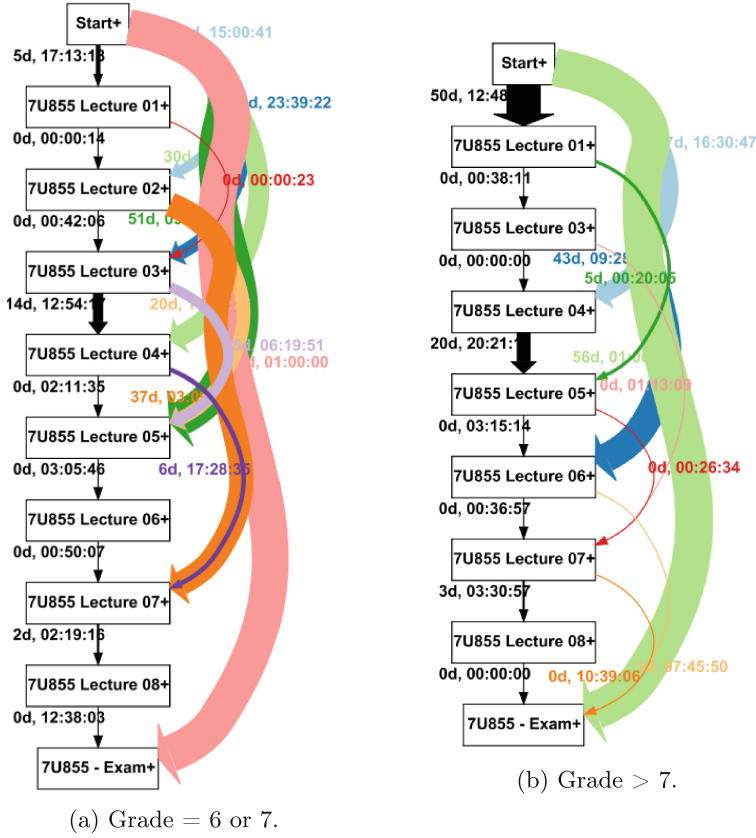 Start+
15:00:41
5d, 17:13:13
7U855 Lecture 01+
d, 23:39:22
0d, 00:00:14
30d
0d, 00:00:23
7U855 Lecture 02+
0d, 00:42:06
51d, 
7U855 Lecture 03+
14d, 12:54:1
20d, 
06:19:51
d, 01:00:00
7U855 Lecture 04+
0d, 02:11:35
37d, 
7U855 Lecture 05+
0d, 03:05:46
6d, 17:28:35
7U855 Lecture 06+
0d, 00:50:07
7U855 Lecture 07+
2d, 02:19:16
7U855 Lecture 08+
0d, 12:38:03
7U855 - Exam+
(a) Grade = 6 or 7.
Start+
50d, 12:48
7d, 16:30:47
7U855 Lecture 01+
0d, 00:38:11
7U855 Lecture 03+
0d, 00:00:00
43d, 09:28
5d, 00:20:05
7U855 Lecture 04+
20d, 20:21:1
56d, 01:0
0d, 01:13:09
7U855 Lecture 05+
0d, 03:15:14
0d, 00:26:34
7U855 Lecture 06+
0d, 00:36:57
7U855 Lecture 07+
3d, 03:30:57
7U855 Lecture 08+
0d, 00:00:00
0d, 10:39:06
07:45:50
7U855 - Exam+
(b) Grade > 7.